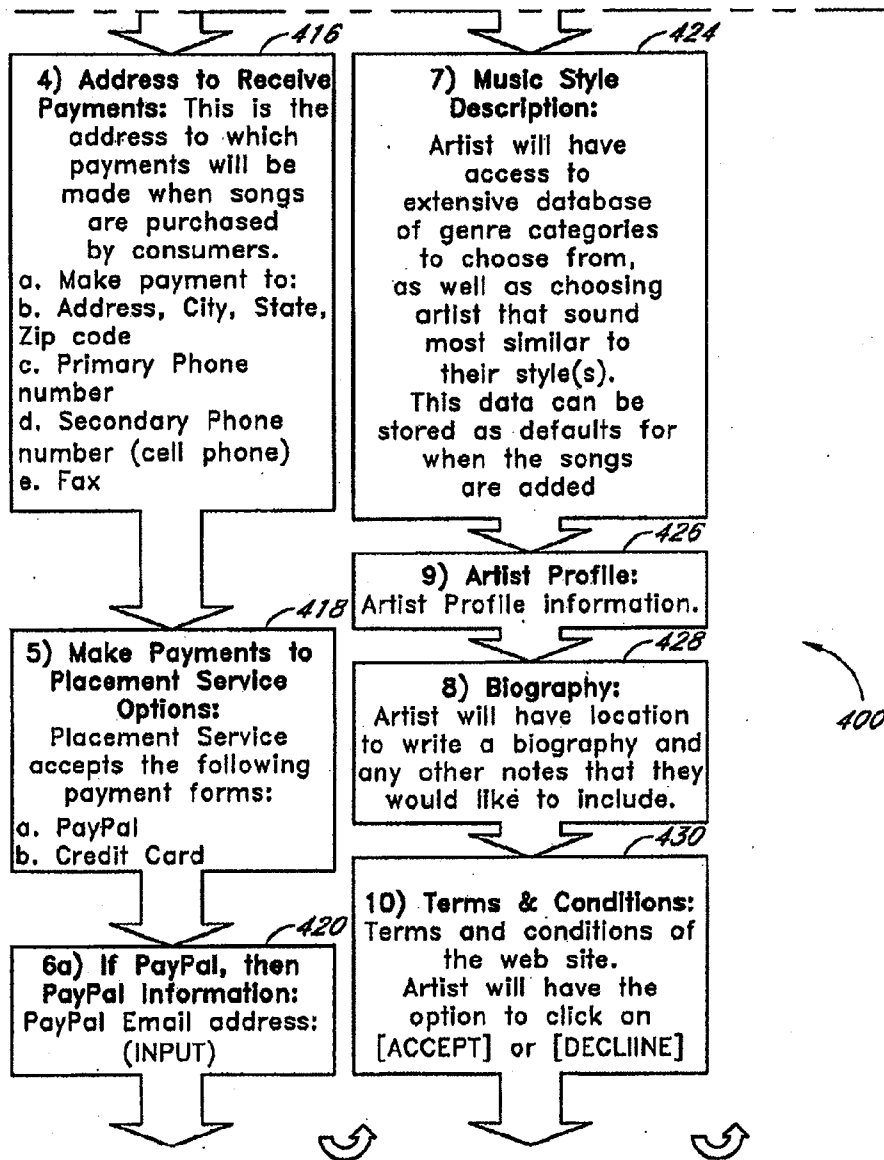 416
4) Address to Receive
Payments: This is the
address to which
payments will be
made when songs
are purchased
by consumers.
a. Make payment to:
b. Address, City, State,
Zip code
c. Primary Phone
number
d. Secondary Phone
number (cell phone)
e. Fax
418
5) Make Payments to
Placement Service
Options:
Placement Service
accepts the following
payment forms:
a. PayPal
b. Credit Card
420
6a) If PayPal, then
PayPal Information:
PayPal Email address:
(INPUT)
424
7) Music Style
Description:
Artist will have
access to
extensive database
of genre categories
to choose from,
as well as choosing
artist that sound
most similar to
their style(s).
This data can be
stored as defaults for
when the songs
are added
426
9) Artist Profile:
Artist Profile information.
428
8) Biography:
Artist will have location
to write a biography and
any other notes that they
would like to include.
430
10) Terms & Conditions:
Terms and conditions of
the web site.
Artist will have the
option to click an
[ACCEPT] or [DECLIINE]
400